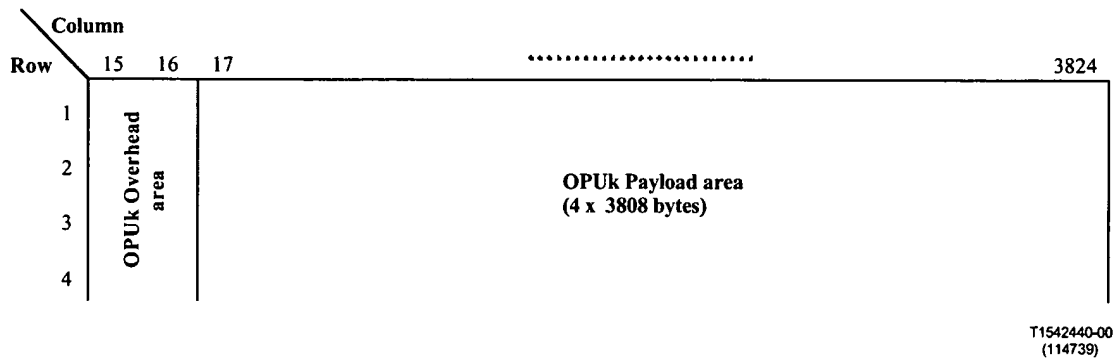 Column
Row 15 16 17 3824
1
2
3
4
OPUk Overhead
area
OPUk Payload area
(4 x 3808 bytes)
T1542440-00
(114739)